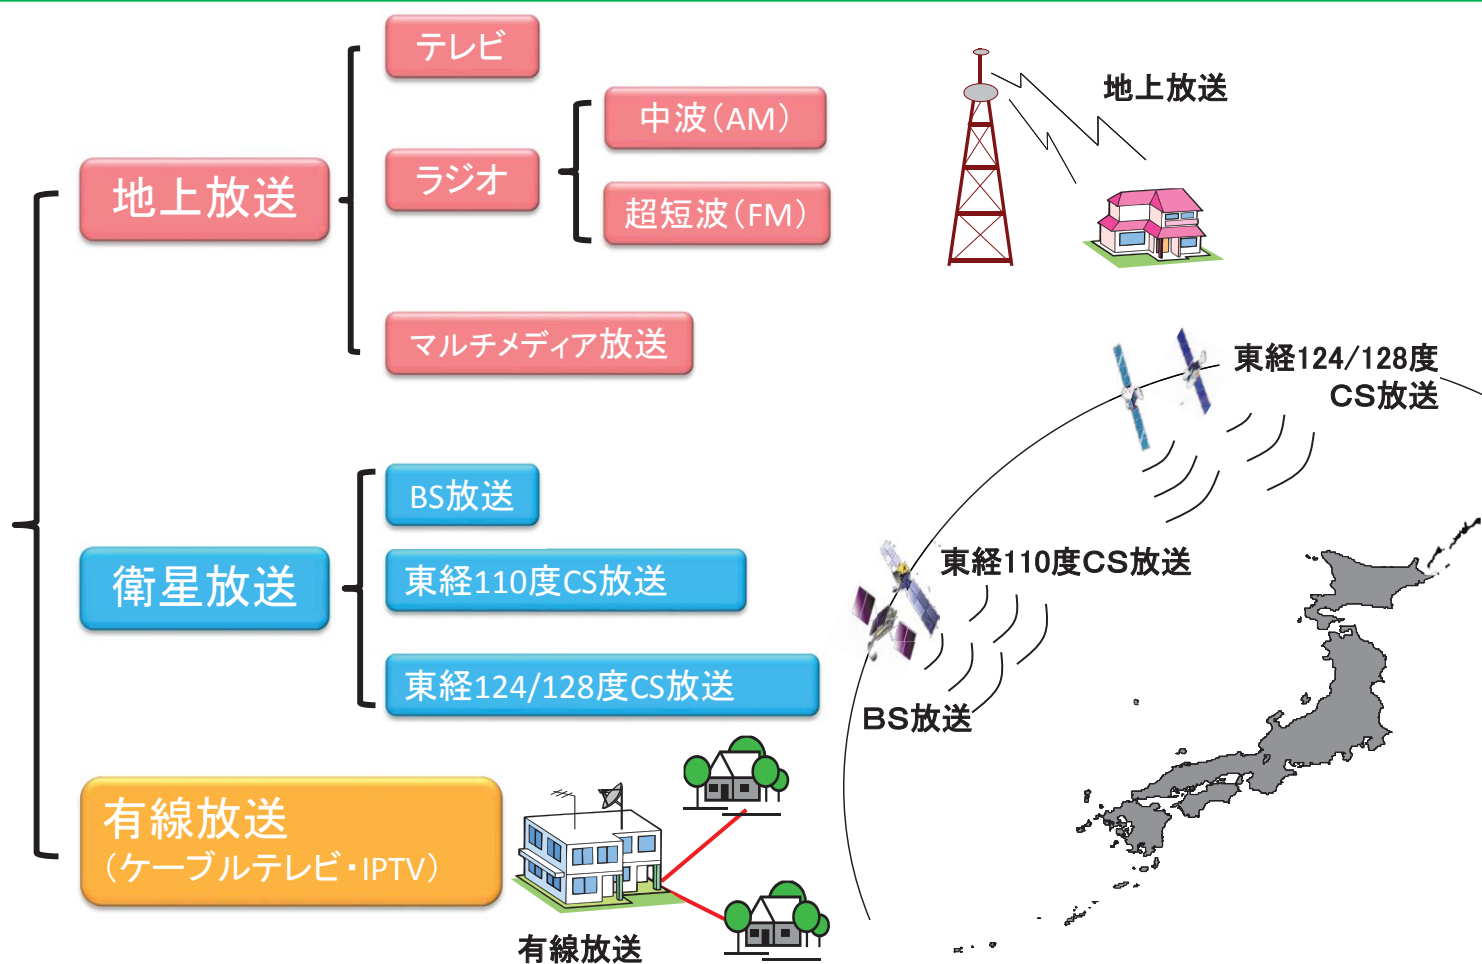 テレビ
中波(AM)
地上放送
ラジオ
地上放送
超短波(FM)
マルチメディア放送
東経124/128度
CS放送
BS放送
東経110度CS放送
衛星放送
東経110度CS放送
東経124/128度CS放送
BS放送
有線放送
(ケーブルテレビ・IPTV)
有線放送